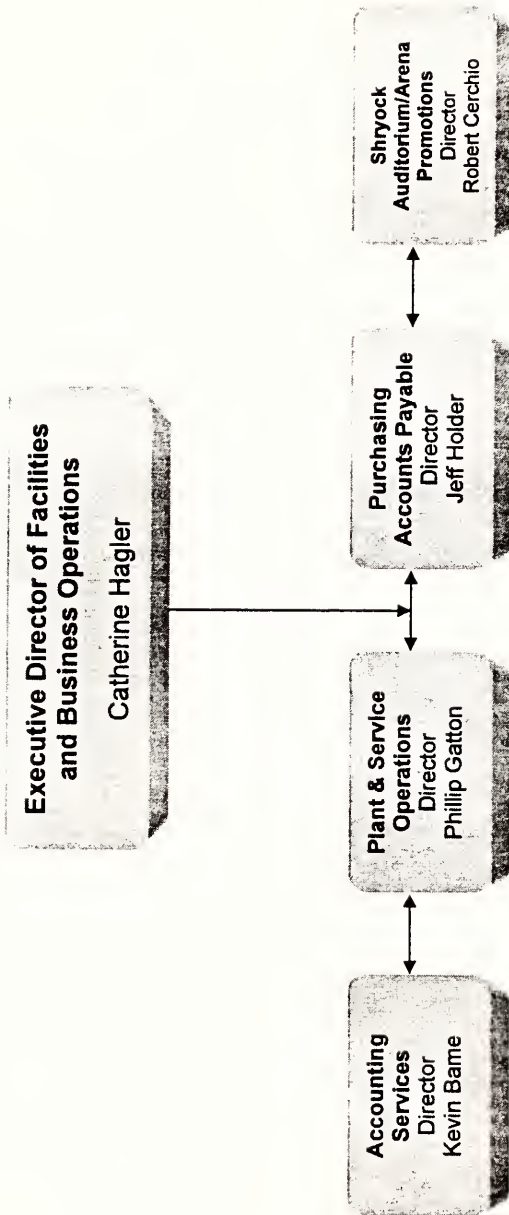 Executive Director of Facilities
and Business Operations
Catherine Hagler
Accounting
Services
Director
Kevin Bame
Plant & Service
Operations
Director
Phillip Gatton
Purchasing
Accounts Payable
Director
Jeff Holder
Shryock
Auditorium/Arena
Promotions
Director
Robert Cerchio